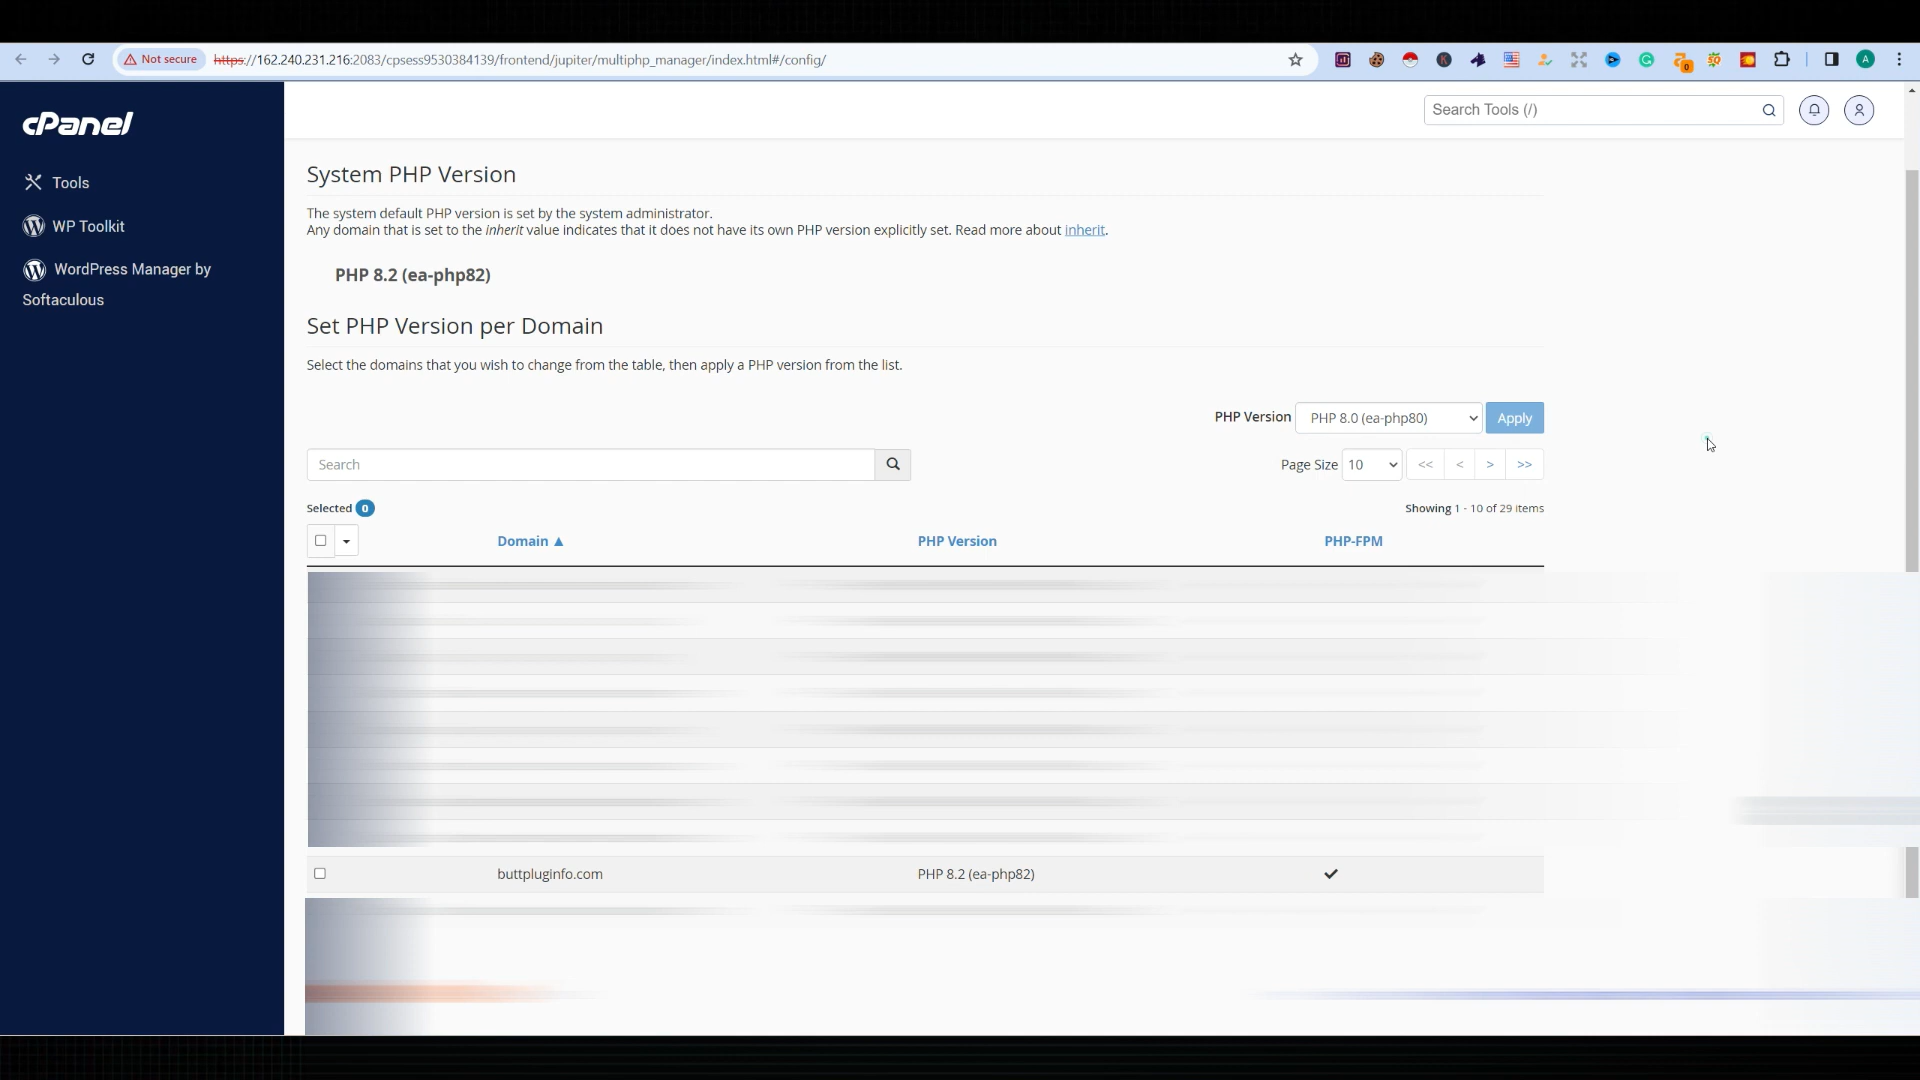 Not secure https://162.240.231.216:2083/cpsess9530384139/frontend/jupiter/multiphp_manager/index.html#/config/
cPanel
Search Tools (/)
Tools
WP Toolkit
WordPress Manager by
Softaculous
System PHP Version
The system default PHP version is set by the system administrator.
Any domain that is set to the inherit value indicates that it does not have its own PHP version explicitly set. Read more about inherit.
PHP 8.2 (ea-php82)
Set PHP Version per Domain
Select the domains that you wish to change from the table, then apply a PHP version from the list.
PHP Version PHP 8.0 (ea-php80) Apply
Search
Page Size 10 << < > >>
Selected 0
Showing 1 - 10 of 29 items
Domain ▲ PHP Version PHP-FPM
buttpluginfo.com PHP 8.2 (ea-php82)